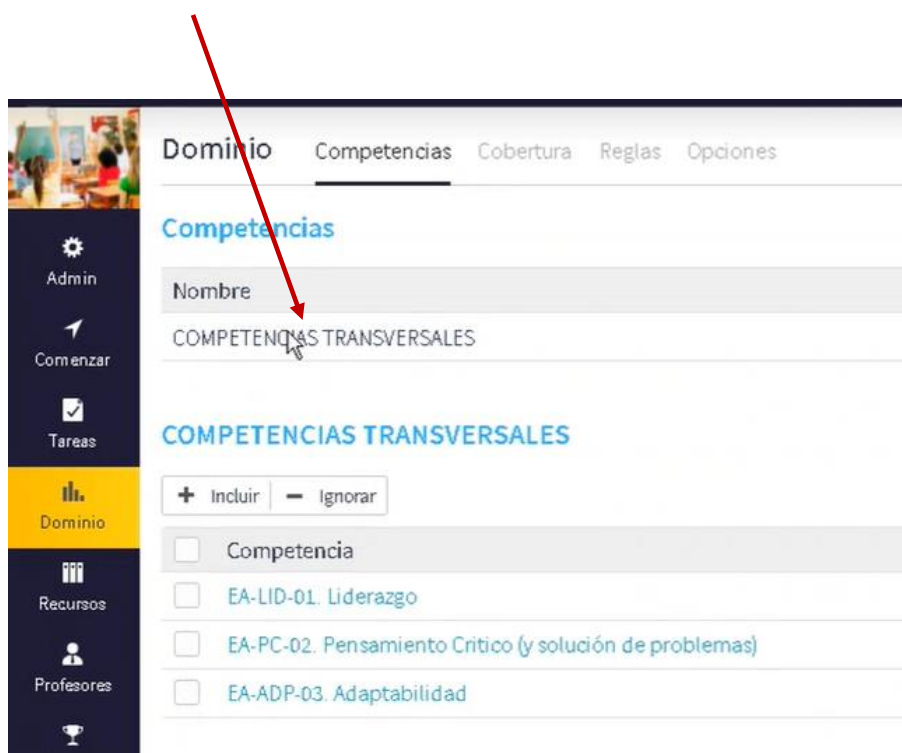 Dominio Competencias Cobertura Reglas Opciones
Competencias
Nombre
COMPETENCIAS TRANSVERSALES
COMPETENCIAS TRANSVERSALES
Incluir Ignorar
Competencia
EA-LID-01. Liderazgo
EA-PC-02. Pensamiento Critico (y solución de problemas)
EA-ADP-03. Adaptabilidad
Admin
Comenzar
Tareas
Dominio
Recursos
Profesores